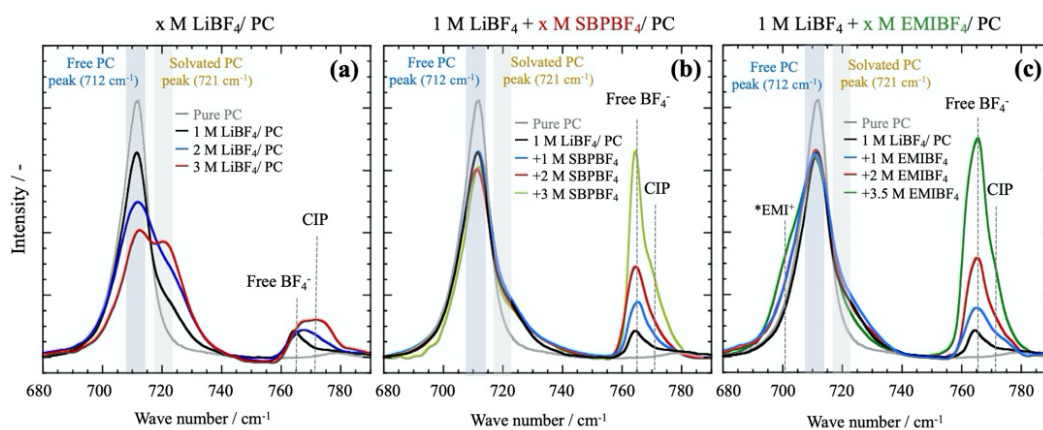 x M LiBF₄/ PC
1 M LiBF₄ + x M SBPBF₄/ PC
1 M LiBF₄ + x M EMIBF₄/ PC
Intensity / -
(a)
Free PC
peak (712 cm⁻¹)
Solvated PC
peak (721 cm⁻¹)
Pure PC
1 M LiBF₄/ PC
2 M LiBF₄/ PC
3 M LiBF₄/ PC
CIP
Free BF₄⁻
680 700 720 740 760 780
Wave number / cm⁻¹
(b)
Free PC
peak (712 cm⁻¹)
Solvated PC
peak (721 cm⁻¹)
Free BF₄⁻
Pure PC
1 M LiBF₄/ PC
+1 M SBPBF₄
+2 M SBPBF₄
+3 M SBPBF₄
CIP
680 700 720 740 760 780
Wave number / cm⁻¹
(c)
Free PC
peak (712 cm⁻¹)
Solvated PC
peak (721 cm⁻¹)
Free BF₄⁻
Pure PC
1 M LiBF₄/ PC
+1 M EMIBF₄
+2 M EMIBF₄
+3.5 M EMIBF₄
CIP
*EMI⁺
680 700 720 740 760 780
Wave number / cm⁻¹